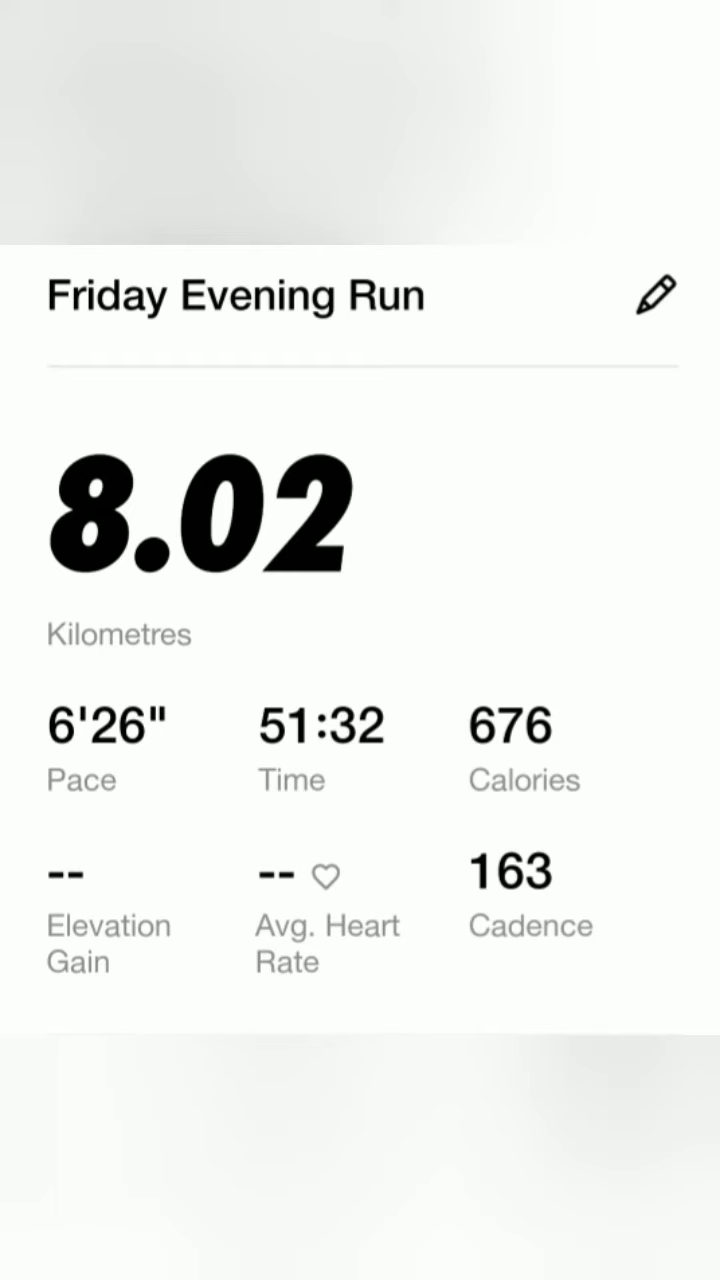 Friday Evening Run
8.02
Kilometres
6'26" 51:32 676
Pace Time Calories
-- -- 163
Elevation Gain Avg. Heart Rate Cadence